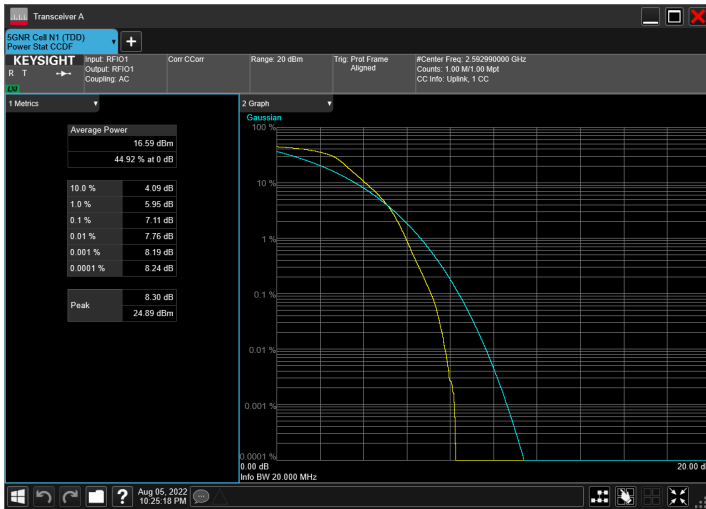 Transceiver A
5GNR Cell N1 (TDD)
Power Stat CCDF
KEYSIGHT
R T
Input: RFIO1
Output: RFIO1
Coupling: AC
Corr CCorr
Range: 20 dBm
Trig: Prot Frame
Aligned
#Center Freq: 2.592990000 GHz
Counts: 1.00 M/1.00 Mpt
CC Info: Uplink, 1 CC
1 Metrics
Average Power
16.59 dBm
44.92 % at 0 dB
10.0 % 4.09 dB
1.0 % 5.95 dB
0.1 % 7.11 dB
0.01 % 7.76 dB
0.001 % 8.19 dB
0.0001 % 8.24 dB
Peak
8.30 dB
24.89 dBm
2 Graph
Gaussian
100 %
10 %
1 %
0.1 %
0.01 %
0.001 %
0.0001 %
0.00 dB
20.00 d
Info BW 20.000 MHz
?
Aug 05, 2022
10:25:18 PM